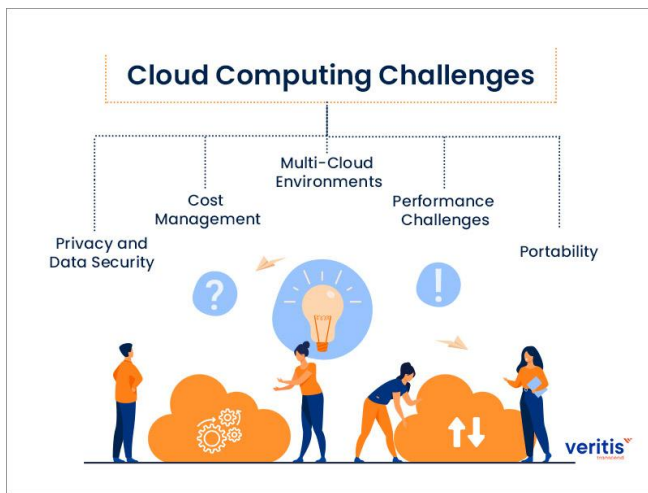 Cloud Computing Challenges
Multi-Cloud
Environments
Cost
Management
Performance
Challenges
Privacy and
Data Security
Portability
?
!
veritis